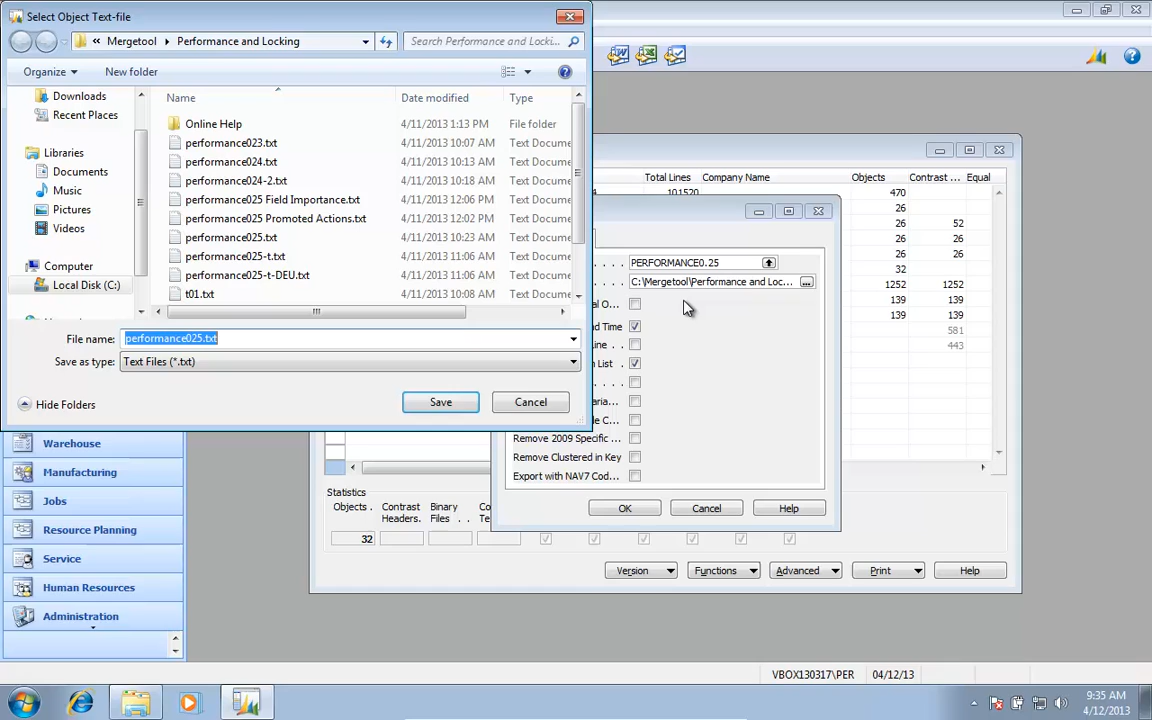 Select Object Text-file
Mergetool
Performance and Locking
Search Performance and Locki...
Organize
New folder
Downloads
Recent Places
Libraries
Documents
Music
Pictures
Videos
Computer
Local Disk (C:)
Name
Date modified
Type
Online Help 4/11/2013 1:13 PM File folder
performance023.txt 4/11/2013 10:07 AM Text Docume
performance024.txt 4/11/2013 10:13 AM Text Docume
performance024-2.txt 4/11/2013 10:18 AM Text Docume
performance025 Field Importance.txt 4/11/2013 12:06 PM Text Docume
performance025 Promoted Actions.txt 4/11/2013 12:02 PM Text Docume
performance025.txt 4/11/2013 10:23 AM Text Docume
performance025-t.txt 4/11/2013 11:06 AM Text Docume
performance025-t-DEU.txt 4/11/2013 11:06 AM Text Docume
t01.txt 4/11/2013 10:08 AM Text Docume
File name: performance025.txt
Save as type: Text Files (*.txt)
Hide Folders
Save
Cancel
Total Lines Company Name Objects Contrast ... Equal
101520 470
26
26 52
26 26
26 26
32
1252 1252
139 139
139 139
581
443
PERFORMANCE0.25
C:\Mergetool\Performance and Loc...
al O...
nd Time
Line . .
n List
Remove 2009 Specific ...
Remove Clustered in Key
Export with NAV7 Cod...
OK
Cancel
Help
Statistics
Objects .
Contrast Headers.
Binary Files . .
32
Version
Functions
Advanced
Print
Help
Warehouse
Manufacturing
Jobs
Resource Planning
Service
Human Resources
Administration
VBOX130317\PER 04/12/13
9:35 AM
4/12/2013